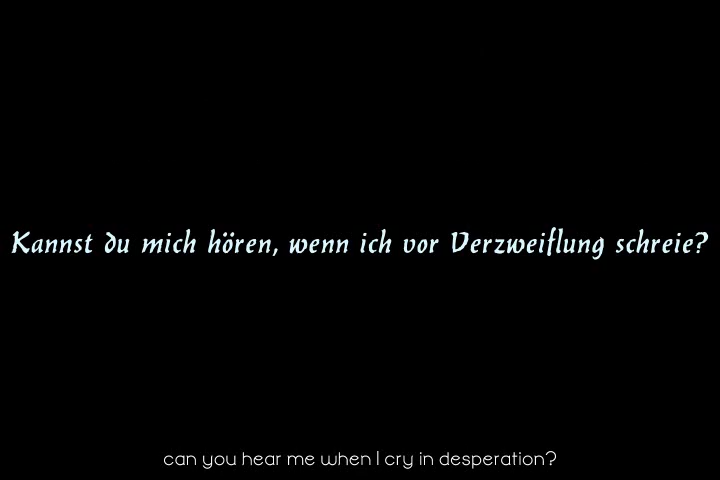 Kannst du mich hören, wenn ich vor Verzweiflung schreie?
can you hear me when I cry in desperation?